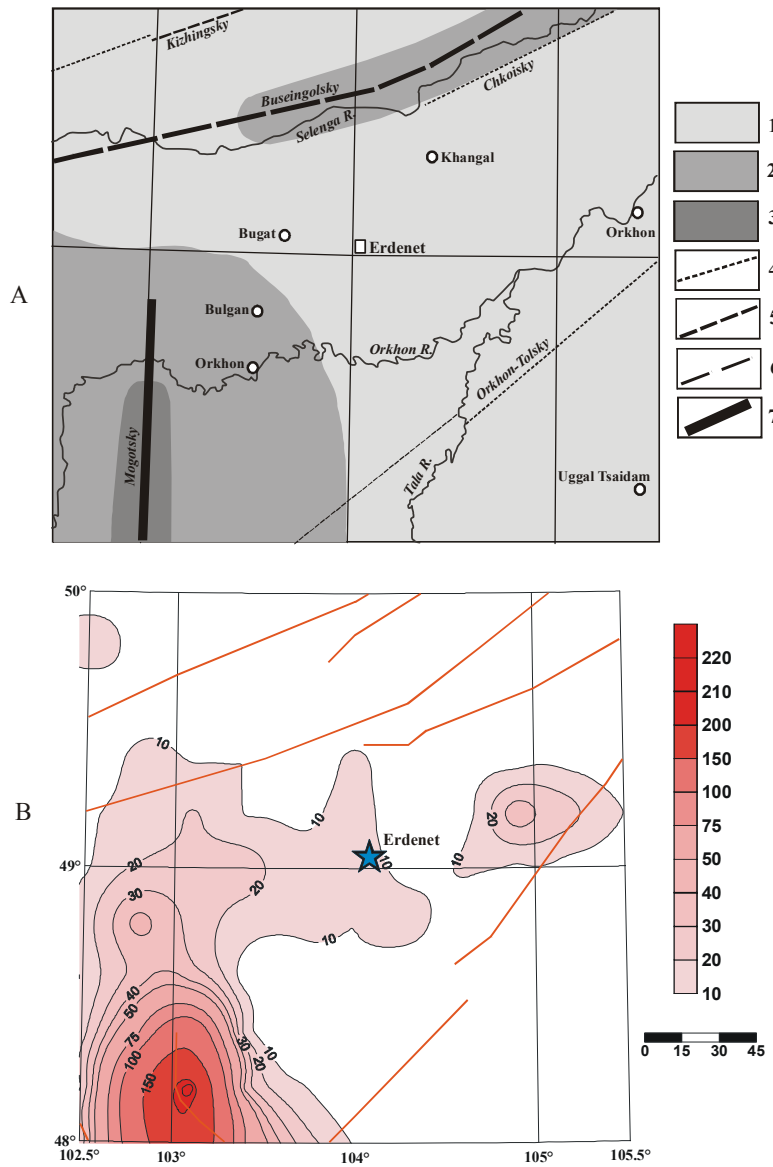 Kizhingsky
Buseingolsky
Chkoisky
Selenga R.
1
Khangal
2
3
Orkhon
Bugat
Erdenet
4
A
Bulgan
5
Orkhon R.
Orkhon
Orkhon-Tolsky
6
7
Mogotsky
Tala R.
Uggal Tsaidam
50°
220
210
200
10
150
100
10
75
B
20
Erdenet
10
10
49°
20
20
50
30
10
40
30
20
40
50
10
75
30
10
100
20
150
0 15 30 45
48°
102.5° 103° 104° 105° 105.5°